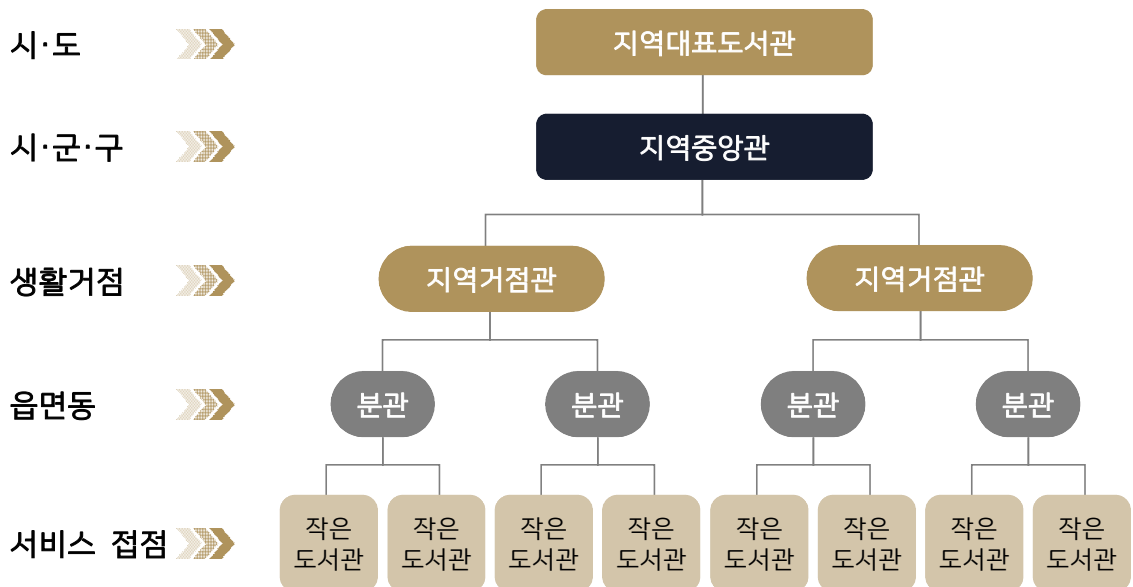 시·도
지역대표도서관
시·군·구
지역중앙관
생활거점
지역거점관
지역거점관
읍면동
분관
분관
분관
분관
서비스 접점
작은
도서관
작은
도서관
작은
도서관
작은
도서관
작은
도서관
작은
도서관
작은
도서관
작은
도서관